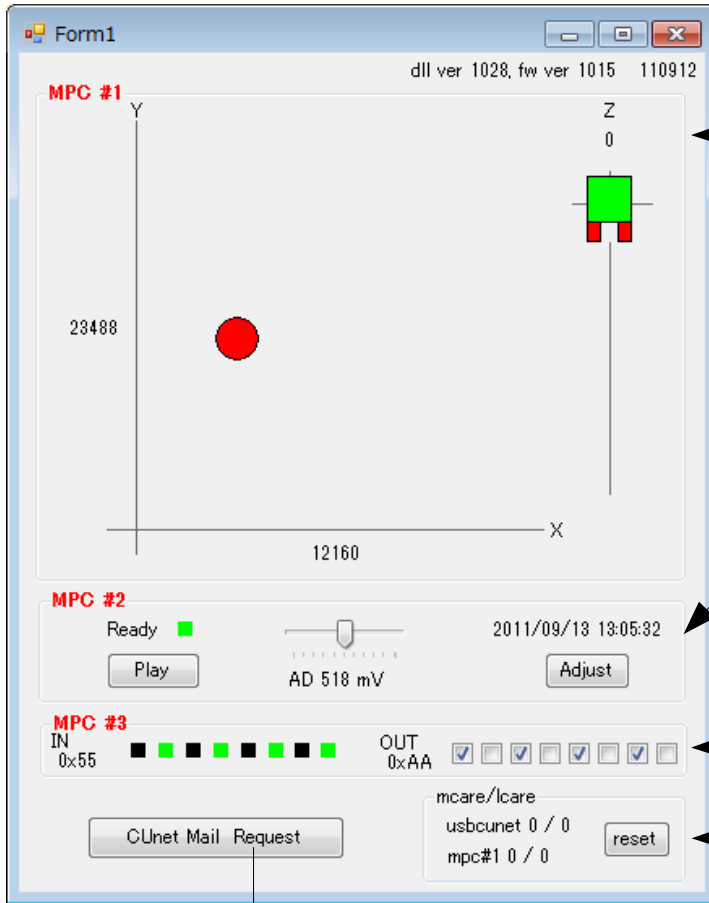 Form1
dll ver 1028, fw ver 1015 110912
MPC #1
Y
Z
0
23488
X
12160
MPC #2
Ready
2011/09/13 13:05:32
Play
AD 518 mV
Adjust
MPC #3
IN
0x55
OUT
0xAA
mcare/lcare
usbcunet 0 / 0
mpc#1 0 / 0
reset
CUnet Mail Request